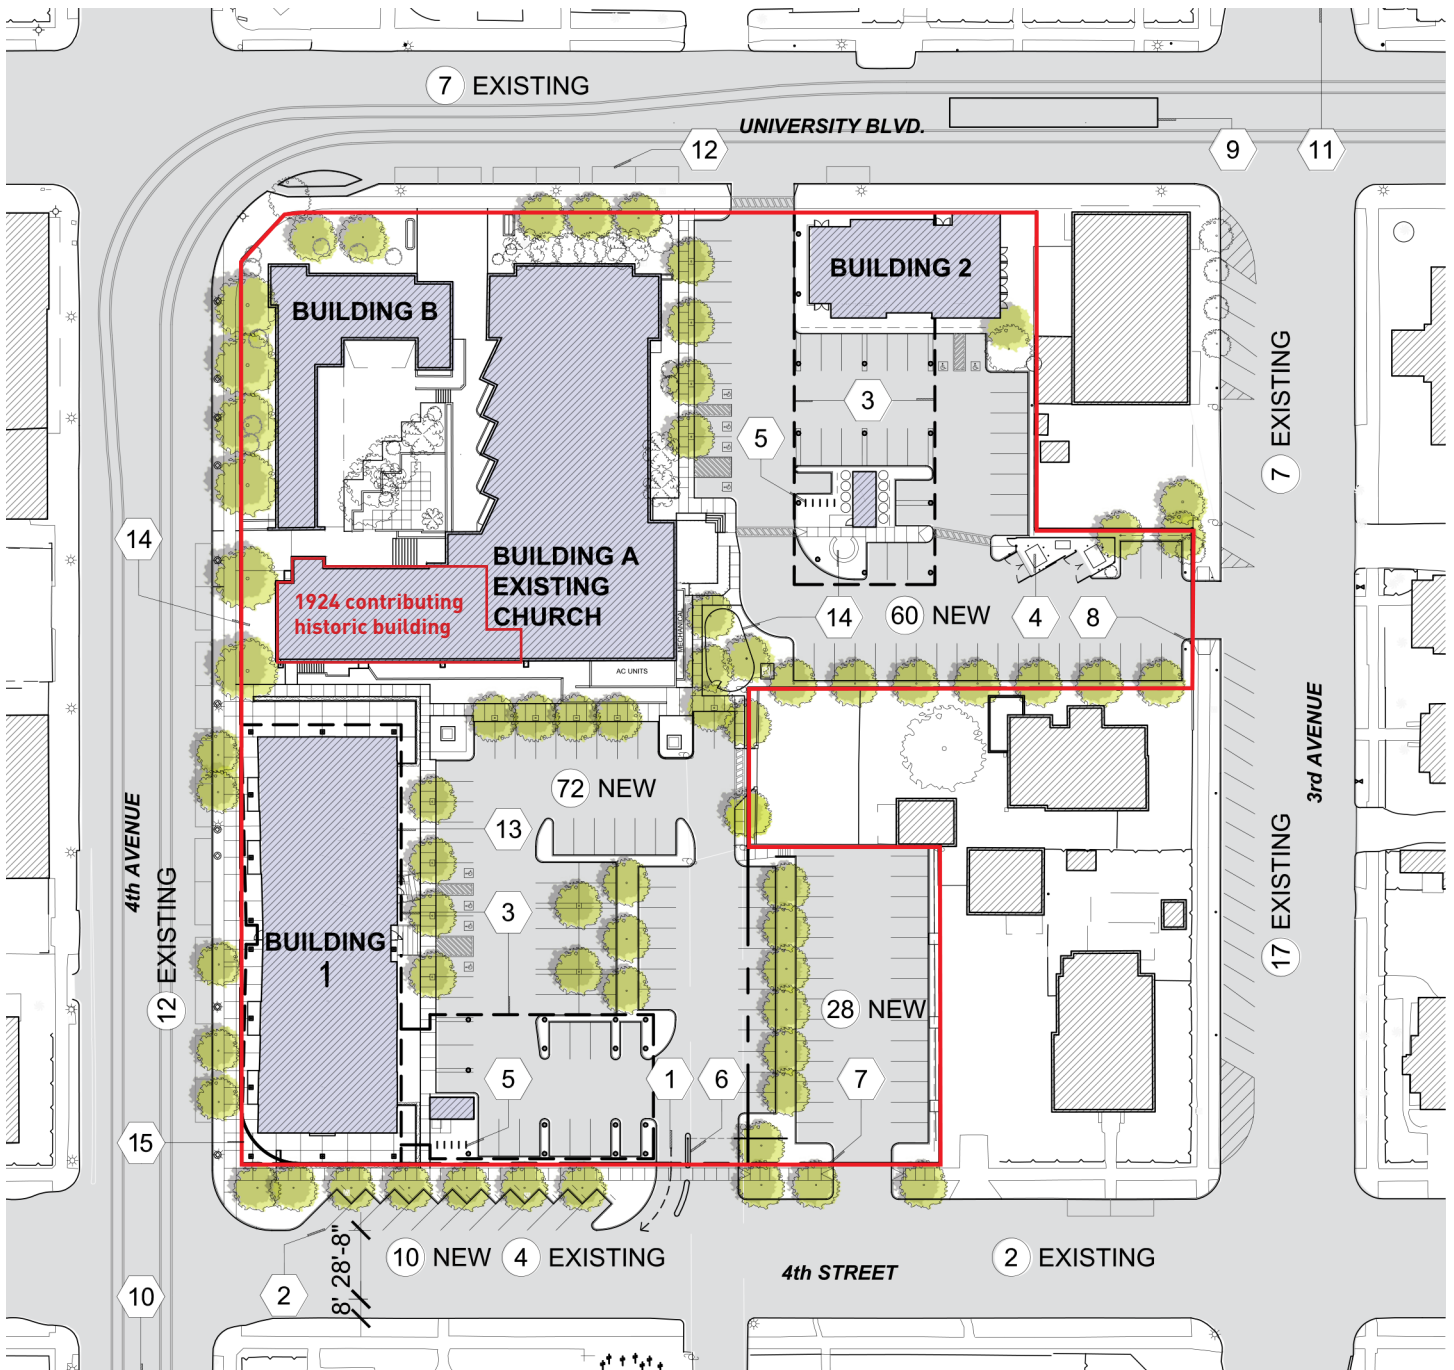 7 EXISTING
UNIVERSITY BLVD.
12
9
11
BUILDING 2
BUILDING B
3
5
7 EXISTING
14
BUILDING A
EXISTING
CHURCH
1924 contributing
historic building
14
60 NEW
4
8
MECHANICAL
AC UNITS
3rd AVENUE
72 NEW
13
4th AVENUE
12 EXISTING
3
BUILDING
1
17 EXISTING
28 NEW
5
1
6
7
15
10 NEW
4 EXISTING
2 EXISTING
28'-8"
8'
4th STREET
2
10